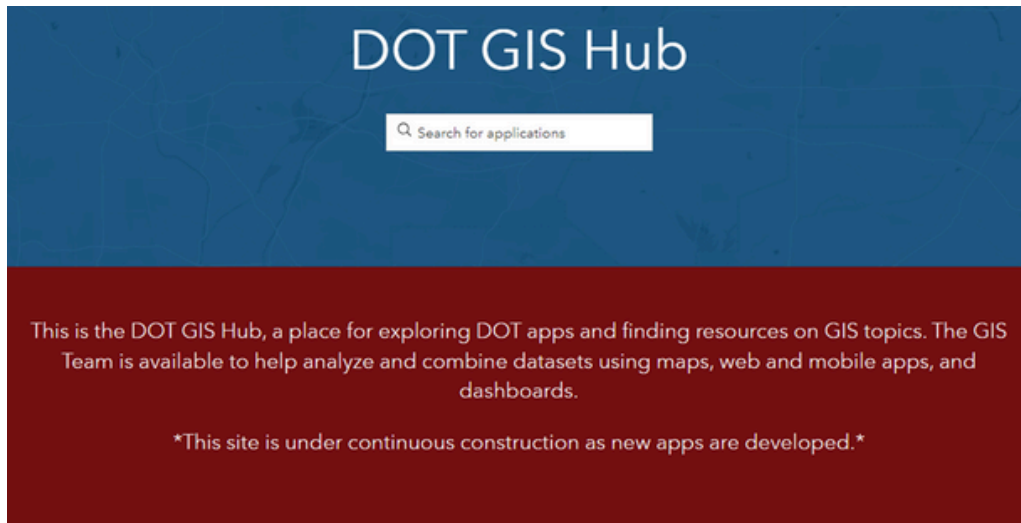 DOT GIS Hub
Search for applications
This is the DOT GIS Hub, a place for exploring DOT apps and finding resources on GIS topics. The GIS
Team is available to help analyze and combine datasets using maps, web and mobile apps, and
dashboards.
*This site is under continuous construction as new apps are developed.*